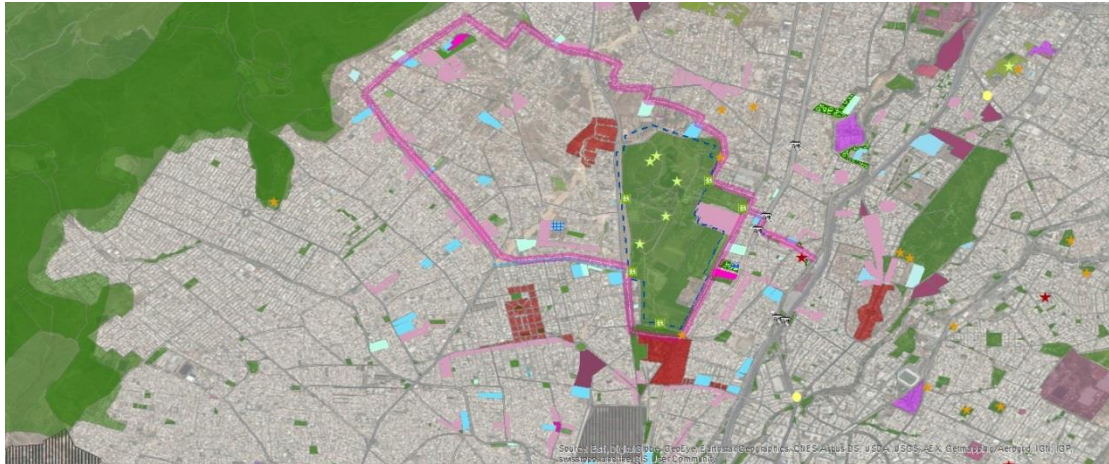 Source: Esri, DigitalGlobe, GeoEye, Earthstar Geographics, CNES/Airbus DS, USDA, USGS, AEX, Getmapping, Aerogrid, IGN, IGP,
swisstopo, and the GIS User Community